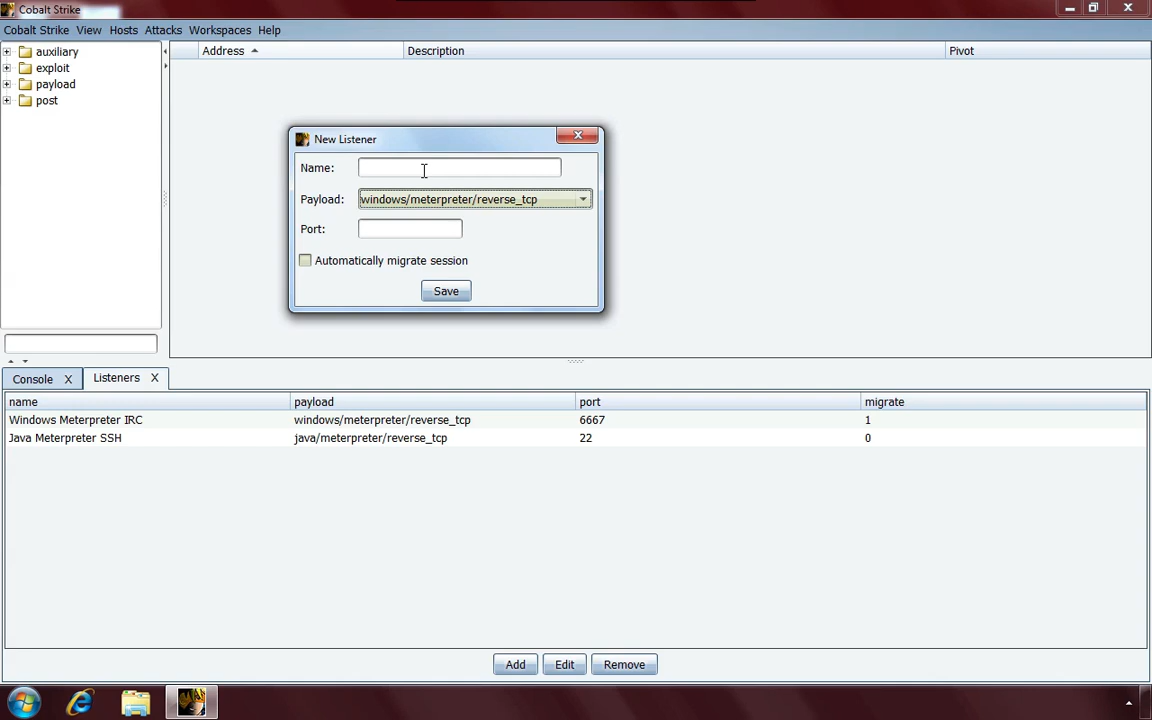 Cobalt Strike
Cobalt Strike View Hosts Attacks Workspaces Help
auxiliary
exploit
payload
post
Address Description Pivot
New Listener
Name:
Payload: windows/meterpreter/reverse_tcp
Port:
Automatically migrate session
Save
Console X Listeners X
name payload port migrate
Windows Meterpreter IRC windows/meterpreter/reverse_tcp 6667 1
Java Meterpreter SSH java/meterpreter/reverse_tcp 22 0
Add Edit Remove